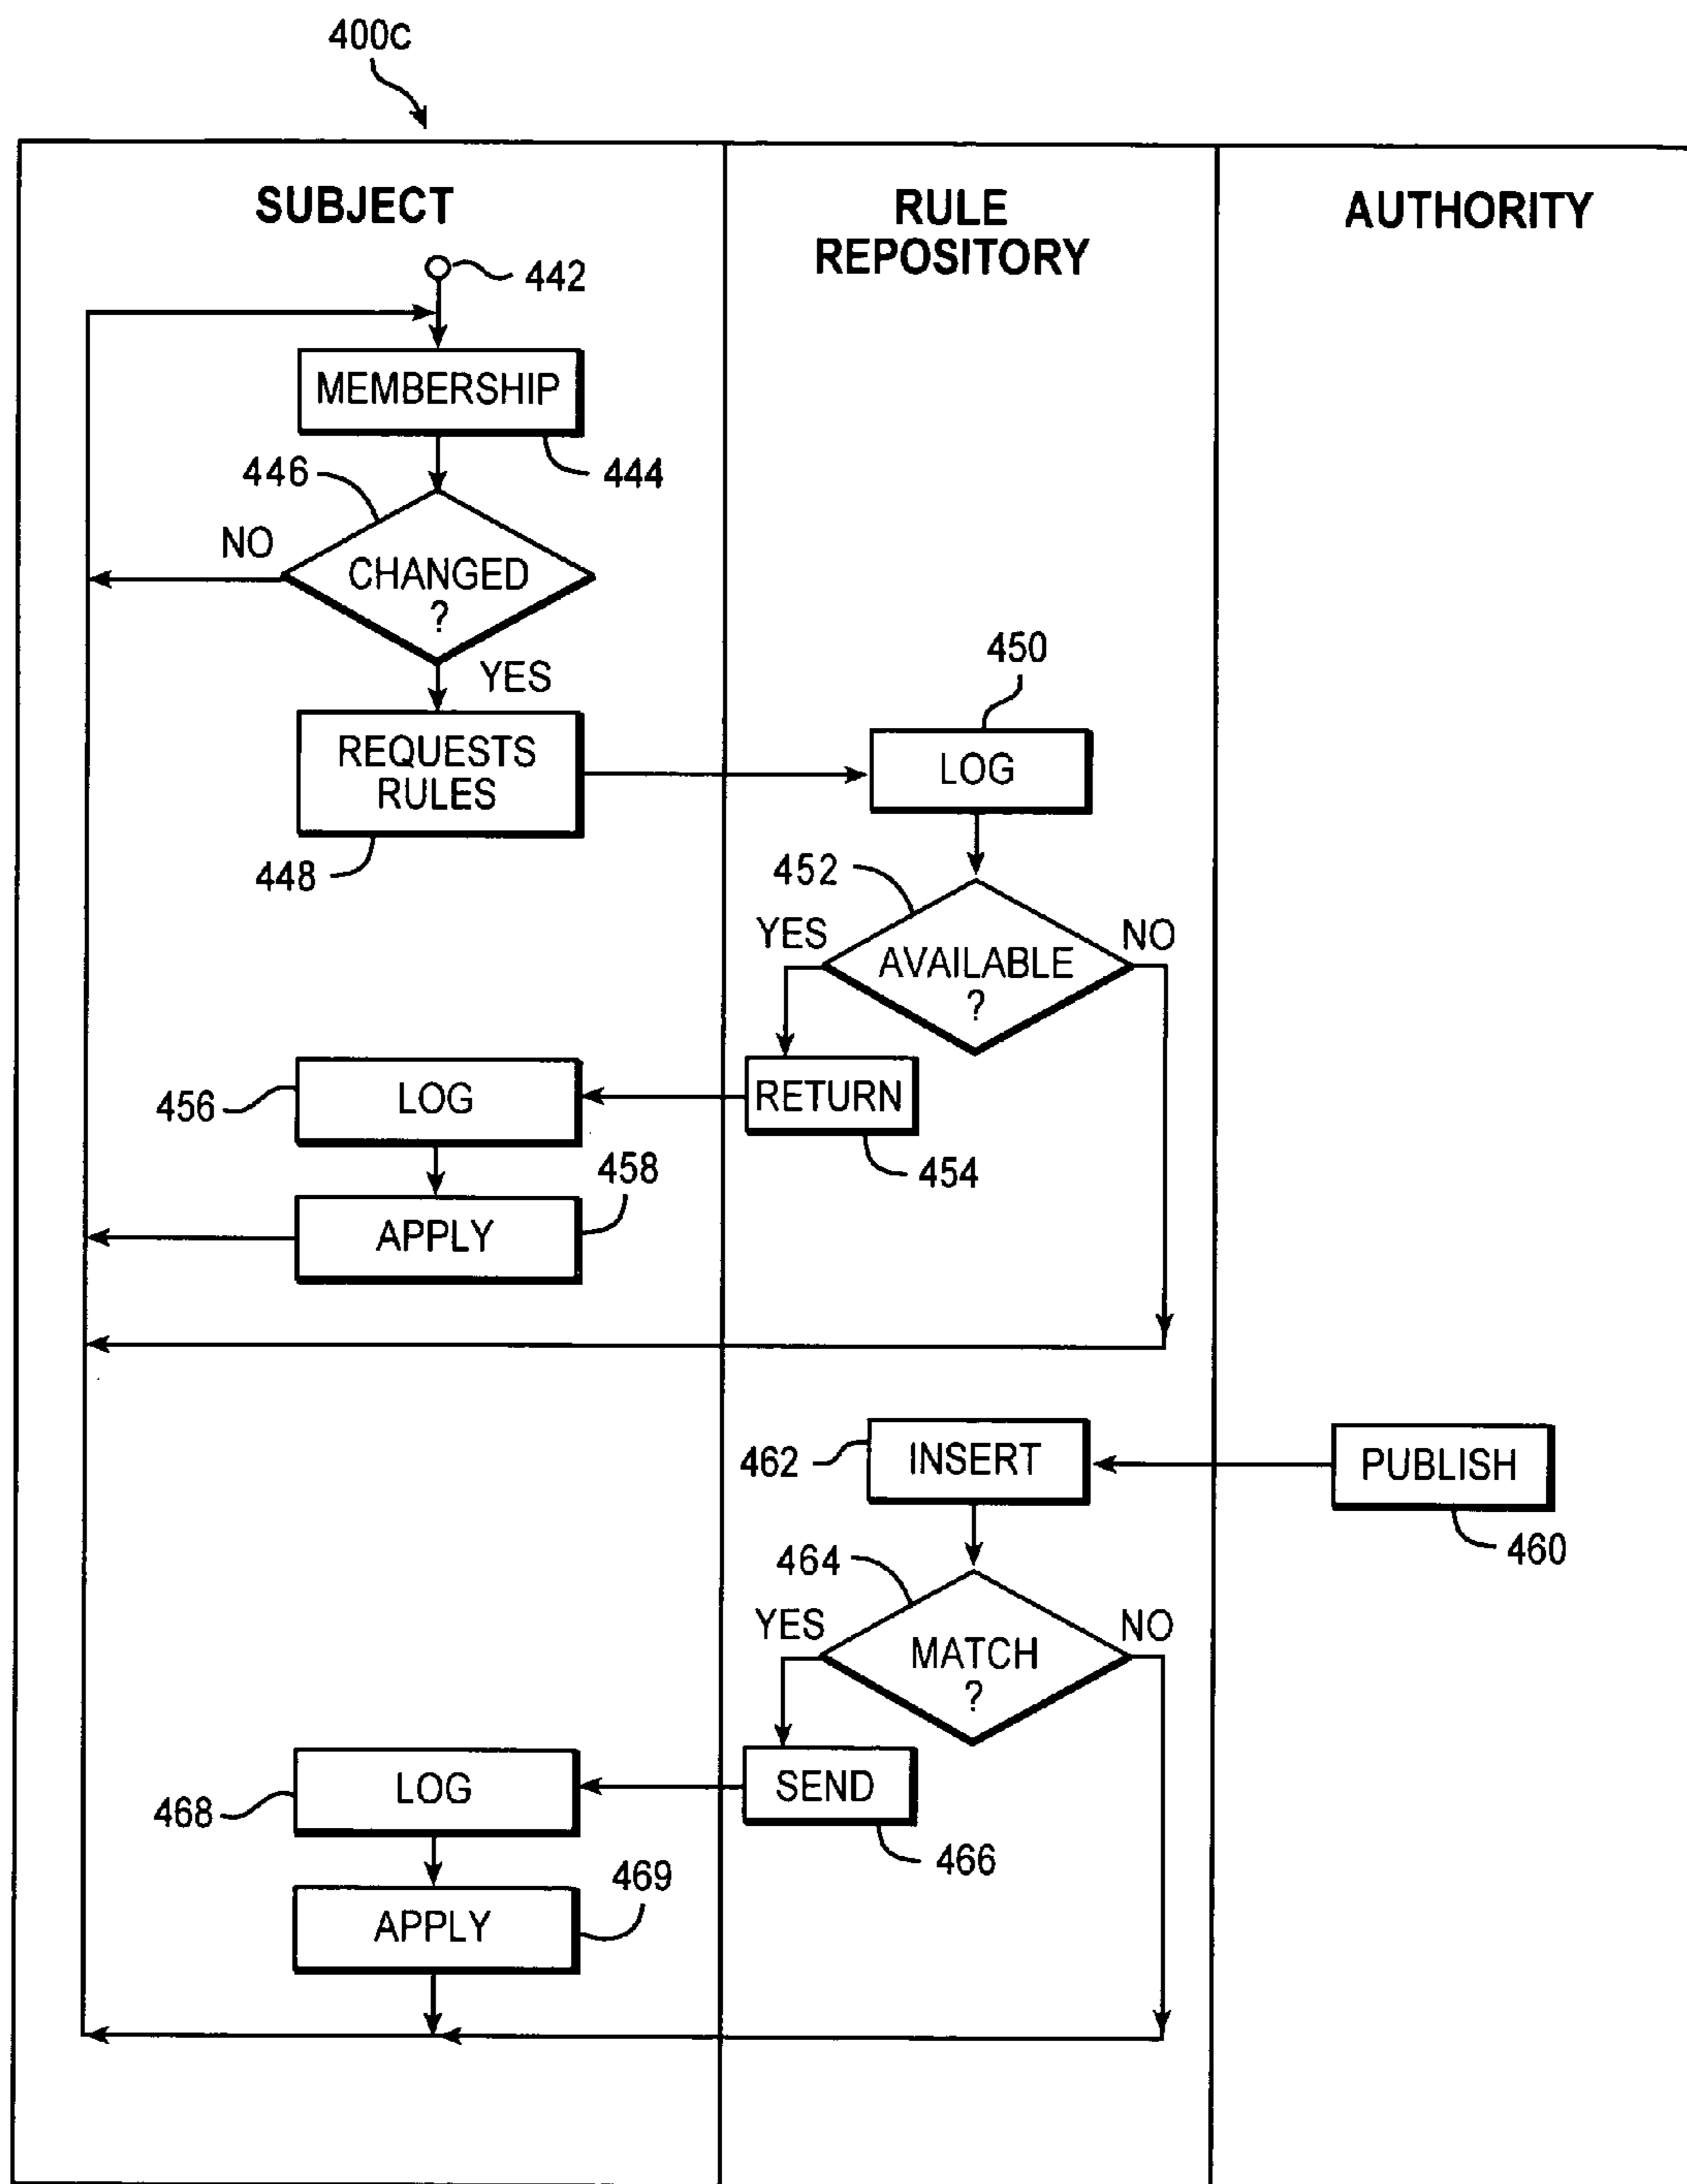 400c
SUBJECT
RULE
REPOSITORY
AUTHORITY
442
MEMBERSHIP
444
446
NO
CHANGED
?
YES
REQUESTS
RULES
448
450
LOG
452
YES
NO
AVAILABLE
?
RETURN
454
456
LOG
458
APPLY
462
INSERT
PUBLISH
460
464
YES
NO
MATCH
?
SEND
466
468
LOG
469
APPLY